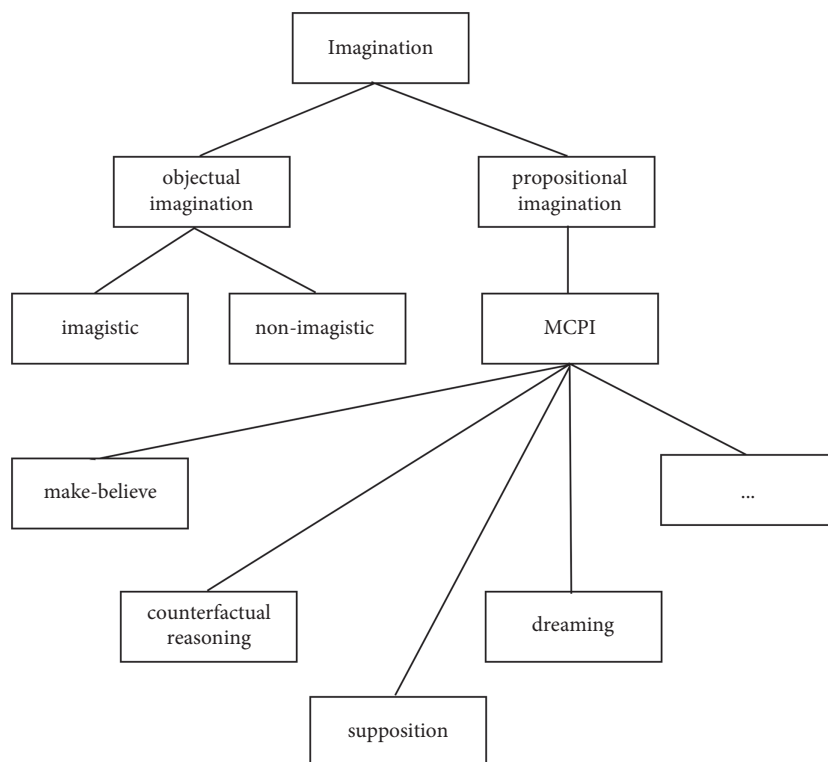 Imagination
objectual
imagination
propositional
imagination
imagistic
non-imagistic
MCPI
make-believe
...
counterfactual
reasoning
dreaming
supposition